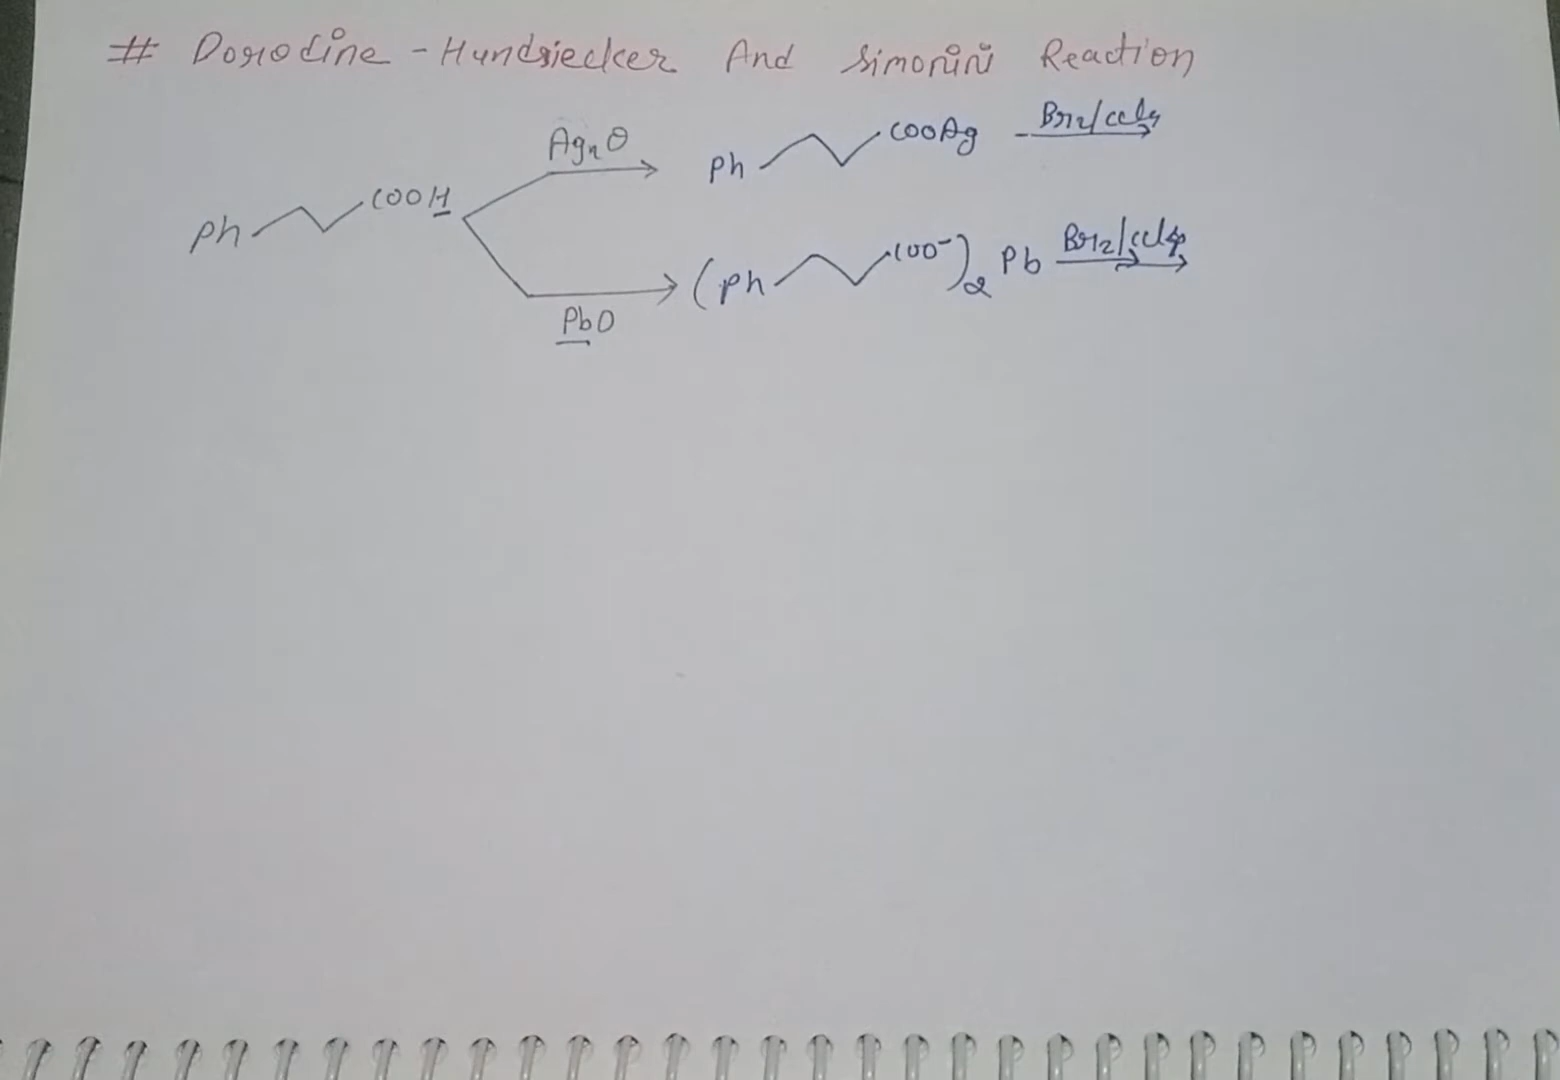 # Dorodine - Hundsiecker And Simonini Reaction
Ag2O
Ph COOAg Br2/CCl4
Ph COOH
(Ph COO-)2 Pb Br2/CCl4
PbO